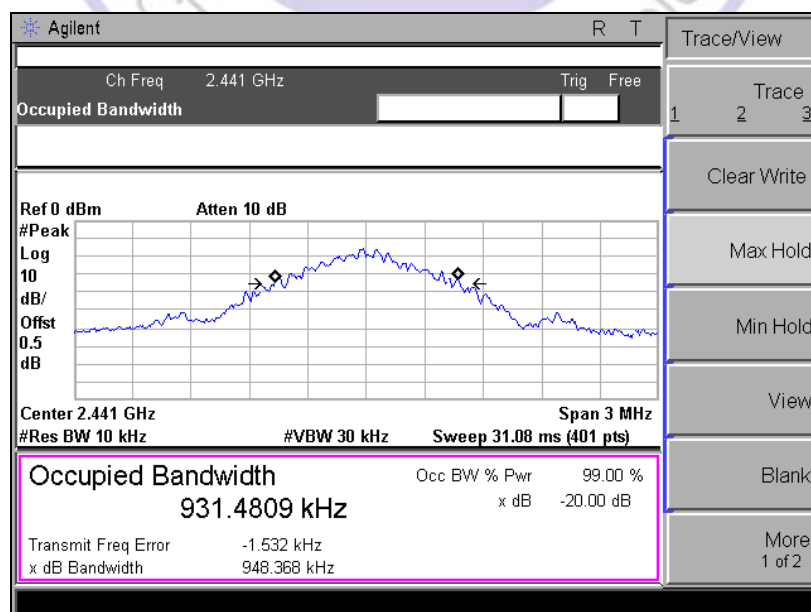 Agilent R T
Trace/View
Ch Freq 2.441 GHz Trig Free
Occupied Bandwidth
Trace
1 2 3
Clear Write
Max Hold
Min Hold
View
Blank
More
1 of 2
Ref 0 dBm Atten 10 dB
#Peak
Log
10
dB/
Offst
0.5
dB
Center 2.441 GHz Span 3 MHz
#Res BW 10 kHz #VBW 30 kHz Sweep 31.08 ms (401 pts)
Occupied Bandwidth
931.4809 kHz
Occ BW % Pwr 99.00 %
x dB -20.00 dB
Transmit Freq Error -1.532 kHz
x dB Bandwidth 948.368 kHz